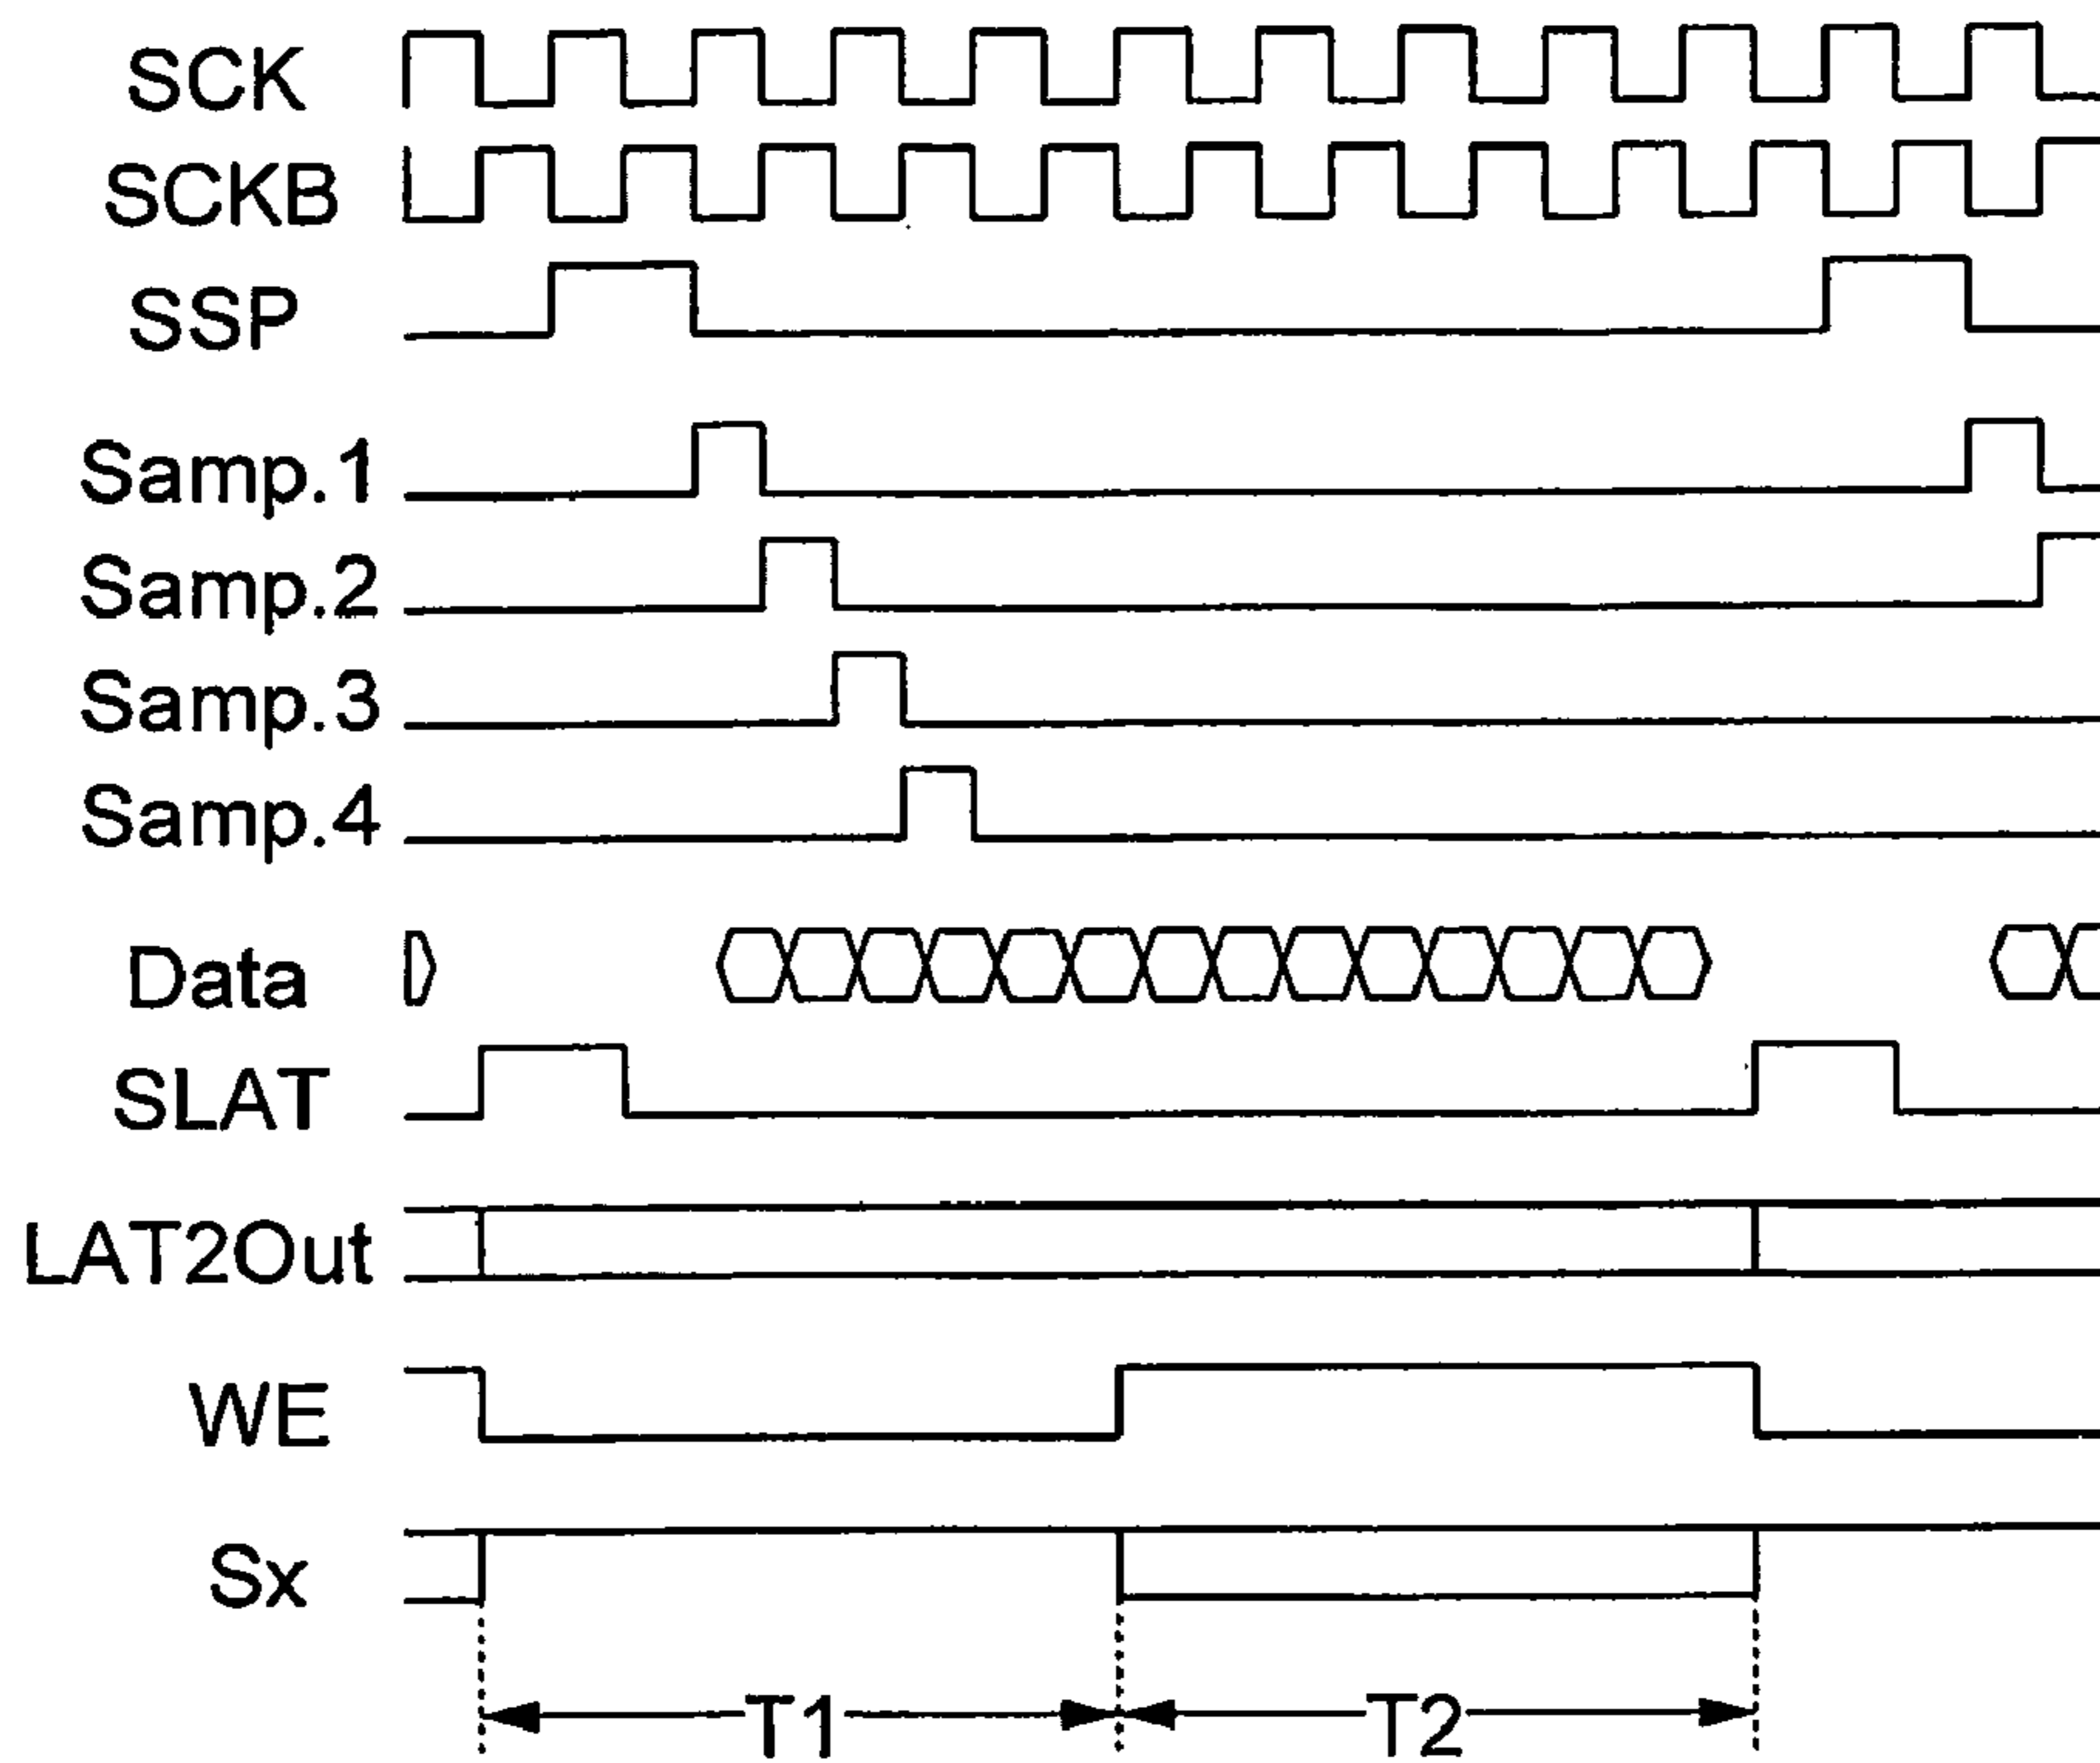 SCK
SCKB
SSP
Samp.1
Samp.2
Samp.3
Samp.4
Data
SLAT
LAT2Out
WE
Sx
T1
T2